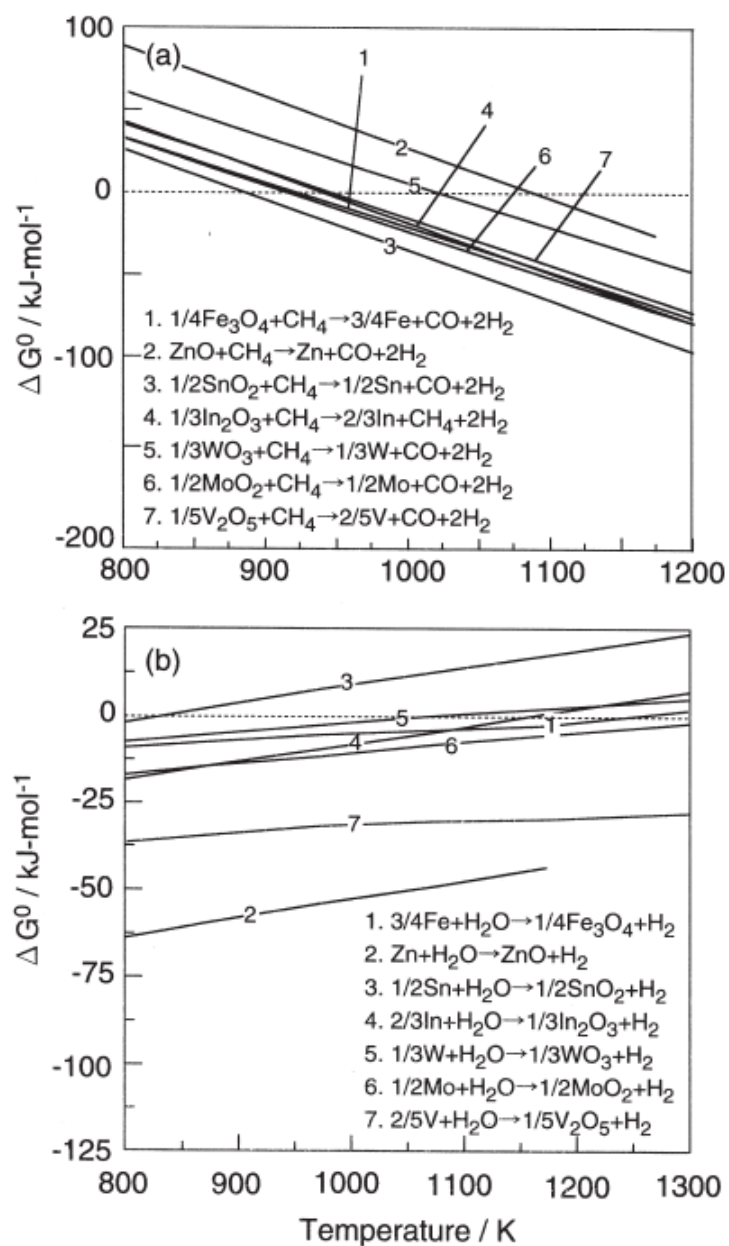 (a)
1
4
6
7
2
5
3
100
0
-100
-200
ΔG⁰ / kJ-mol⁻¹
1. 1/4Fe₃O₄+CH₄→3/4Fe+CO+2H₂
2. ZnO+CH₄→Zn+CO+2H₂
3. 1/2SnO₂+CH₄→1/2Sn+CO+2H₂
4. 1/3In₂O₃+CH₄→2/3In+CH₄+2H₂
5. 1/3WO₃+CH₄→1/3W+CO+2H₂
6. 1/2MoO₂+CH₄→1/2Mo+CO+2H₂
7. 1/5V₂O₅+CH₄→2/5V+CO+2H₂
800 900 1000 1100 1200
(b)
3
5
4
6
1
7
2
25
0
-25
-50
-75
-100
-125
ΔG⁰ / kJ-mol⁻¹
1. 3/4Fe+H₂O→1/4Fe₃O₄+H₂
2. Zn+H₂O→ZnO+H₂
3. 1/2Sn+H₂O→1/2SnO₂+H₂
4. 2/3In+H₂O→1/3In₂O₃+H₂
5. 1/3W+H₂O→1/3WO₃+H₂
6. 1/2Mo+H₂O→1/2MoO₂+H₂
7. 2/5V+H₂O→1/5V₂O₅+H₂
800 900 1000 1100 1200 1300
Temperature / K